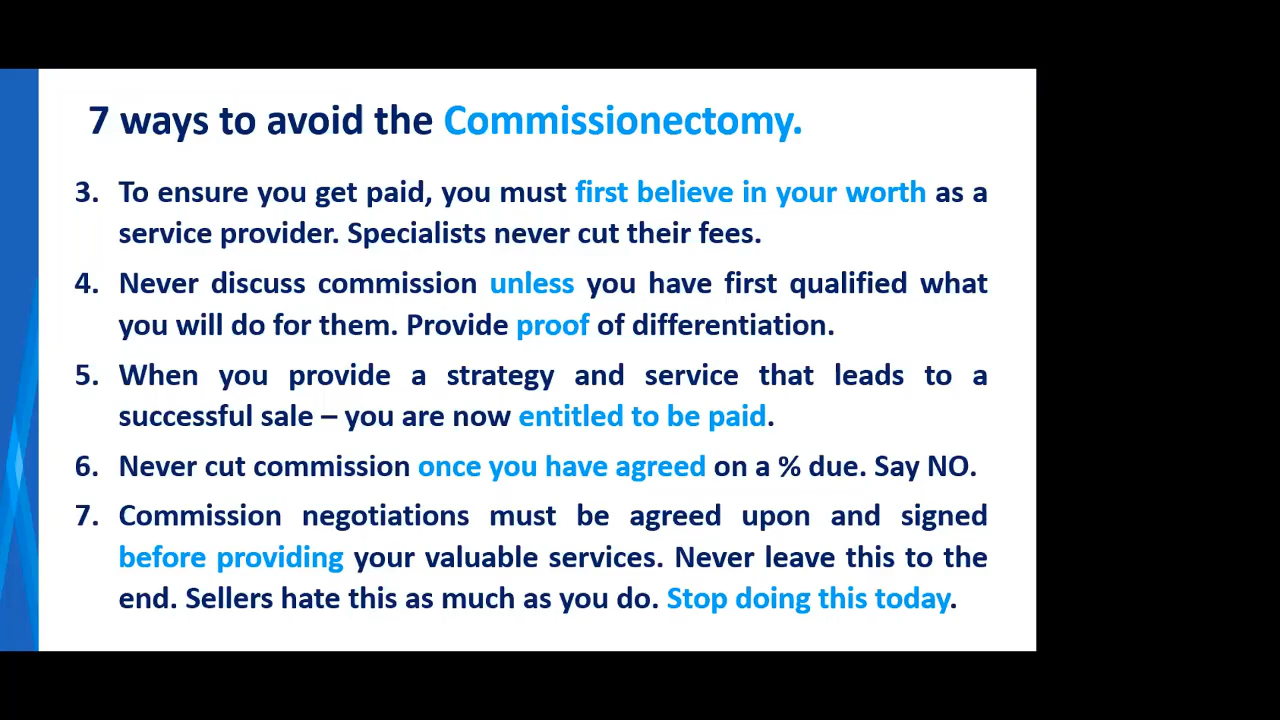 7 ways to avoid the Commissionectomy.
3. To ensure you get paid, you must first believe in your worth as a
service provider. Specialists never cut their fees.
4. Never discuss commission unless you have first qualified what
you will do for them. Provide proof of differentiation.
5. When you provide a strategy and service that leads to a
successful sale – you are now entitled to be paid.
6. Never cut commission once you have agreed on a % due. Say NO.
7. Commission negotiations must be agreed upon and signed
before providing your valuable services. Never leave this to the
end. Sellers hate this as much as you do. Stop doing this today.